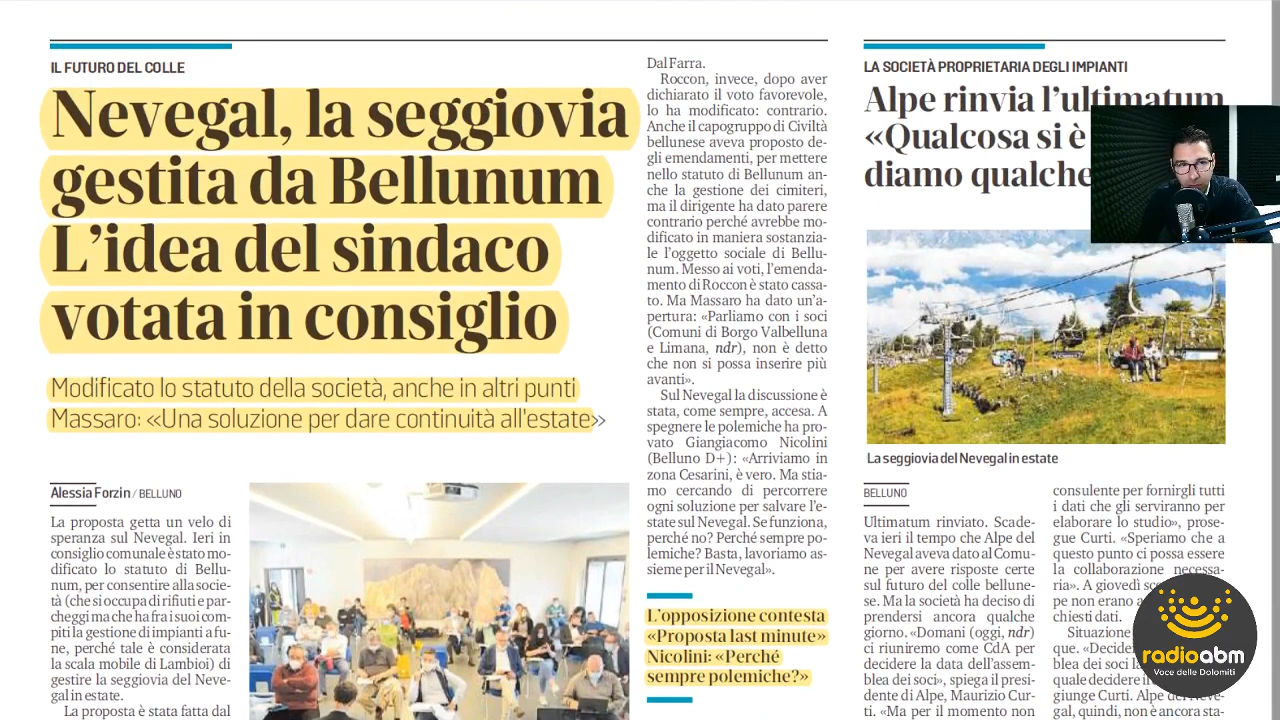 IL FUTURO DEL COLLE
Nevegal, la seggiovia
gestita da Bellunum
L’idea del sindaco
votata in consiglio
Modificato lo statuto della società, anche in altri punti
Massaro: «Una soluzione per dare continuità all'estate»
Alessia Forzin / BELLUNO
La proposta getta un velo di
speranza sul Nevegal. Ieri in
consiglio comunale è stato mo-
dificato lo statuto di Bellu-
num, per consentire alla socie-
tà (che si occupa di rifiuti e par-
cheggi ma che ha fra i suoi com-
piti la gestione di impianti a fu-
ne, perché tale è considerata
la scala mobile di Lambioi) di
gestire la seggiovia del Neve-
gal in estate.
La proposta è stata fatta dal
Dal Farra.
Roccon, invece, dopo aver
dichiarato il voto favorevole,
lo ha modificato: contrario.
Anche il capogruppo di Civiltà
bellunese aveva proposto de-
gli emendamenti, per mettere
nello statuto di Bellunum an-
che la gestione dei cimiteri,
ma il dirigente ha dato parere
contrario perché avrebbe mo-
dificato in maniera sostanzia-
le l’oggetto sociale di Bellu-
num. Messo ai voti, l’emenda-
mento di Roccon è stato cassa-
to. Ma Massaro ha dato un’a-
pertura: «Parliamo con i soci
(Comuni di Borgo Valbelluna
e Limana, ndr), non è detto
che non si possa inserire più
avanti».
Sul Nevegal la discussione è
stata, come sempre, accesa. A
spegnere le polemiche ha pro-
vato Giangiacomo Nicolini
(Belluno D+): «Arriviamo in
zona Cesarini, è vero. Ma stia-
mo cercando di percorrere
ogni soluzione per salvare l’e-
state sul Nevegal. Se funziona,
perché no? Perché sempre po-
lemiche? Basta, lavoriamo as-
sieme per il Nevegal».
L’opposizione contesta
«Proposta last minute»
Nicolini: «Perché
sempre polemiche?»
LA SOCIETÀ PROPRIETARIA DEGLI IMPIANTI
Alpe rinvia l’ultimatum
«Qualcosa si è
diamo qualche
La seggiovia del Nevegal in estate
BELLUNO
Ultimatum rinviato. Scade-
va ieri il tempo che Alpe del
Nevegal aveva dato al Comu-
ne per avere risposte certe
sul futuro del colle bellune-
se. Ma la società ha deciso di
prendersi ancora qualche
giorno. «Domani (oggi, ndr)
ci riuniremo come CdA per
decidere la data dell’assem-
blea dei soci», spiega il presi-
dente di Alpe, Maurizio Cur-
ti. «Ma per il momento non
consulente per fornirgli tutti
i dati che gli serviranno per
elaborare lo studio», prose-
gue Curti. «Speriamo che a
questo punto ci possa essere
la collaborazione necessa-
ria». A giovedì
pe non erano
chiesti dati.
Situazione
que.
blea dei soci
quale decidere
giunge Curti. Alpe
gal, quindi, non è ancora sta-
radioabm
Voce delle Dolomiti